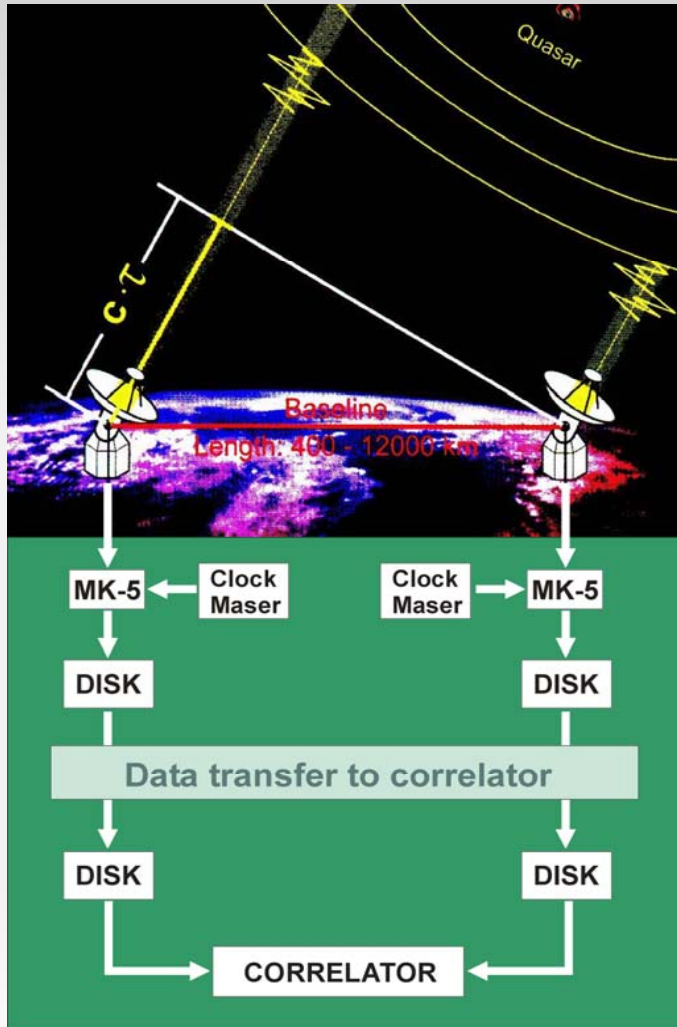 Quasar
c·τ
Baseline
Length: 400 - 12000 km
MK-5
Clock
Maser
Clock
Maser
MK-5
DISK
DISK
Data transfer to correlator
DISK
DISK
CORRELATOR